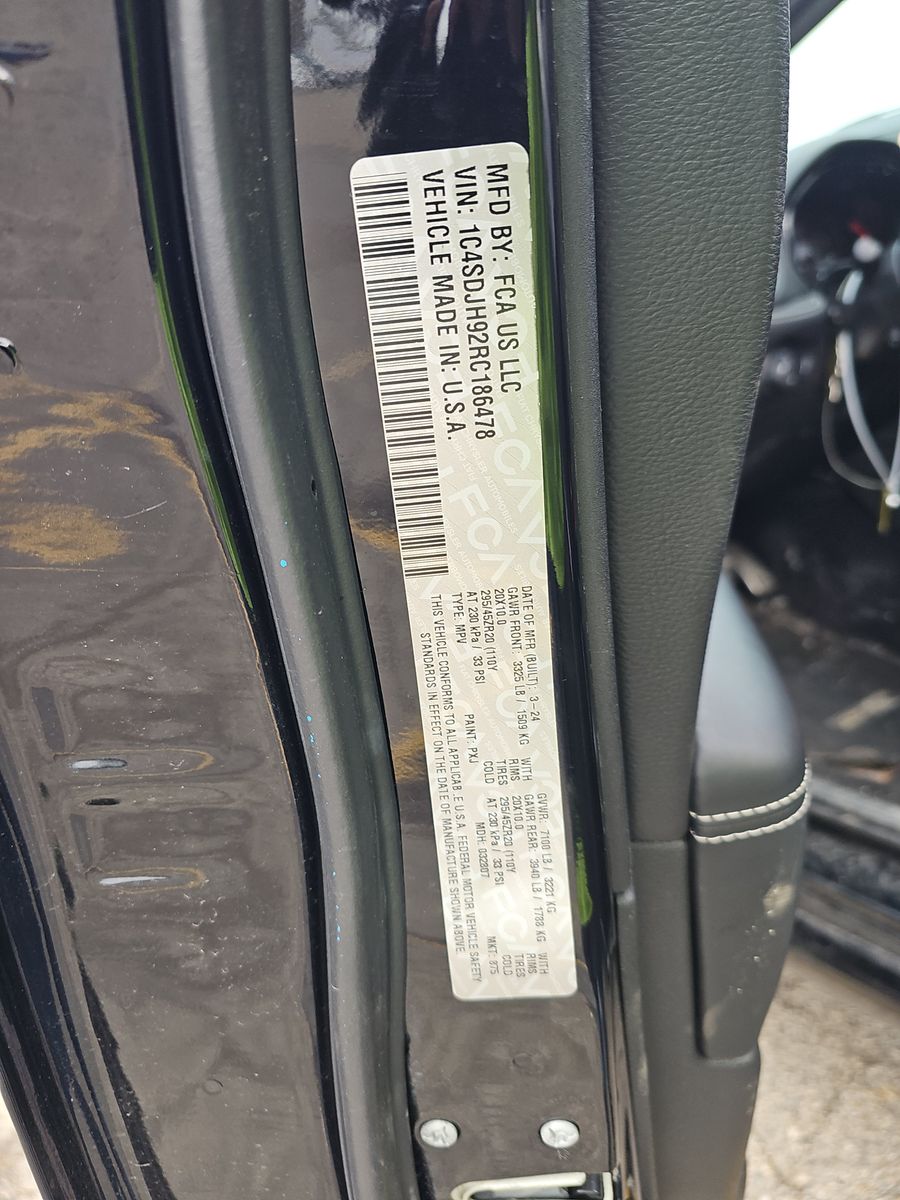 MFD BY: FCA US LLC
VIN: 1C4SDJH92RC186478
VEHICLE MADE IN: U.S.A.
DATE OF MFR (BUILT): 3-24 GVWR: 7100 LB / 3221 KG
GAWR FRONT: 3325 LB / 1509 KG WITH GAWR REAR: 3940 LB / 1788 KG WITH
20X10.0 RIMS 20X10.0 RIMS
295/45ZR20 (110Y TIRES 295/45ZR20 (110Y TIRES
AT 230 kPa / 33 PSI COLD AT 230 kPa / 33 PSI COLD
TYPE: MPV PAINT: PXJ MDH: 032807 MKT: 875
THIS VEHICLE CONFORMS TO ALL APPLICABLE U.S.A. FEDERAL MOTOR VEHICLE SAFETY
STANDARDS IN EFFECT ON THE DATE OF MANUFACTURE SHOWN ABOVE.